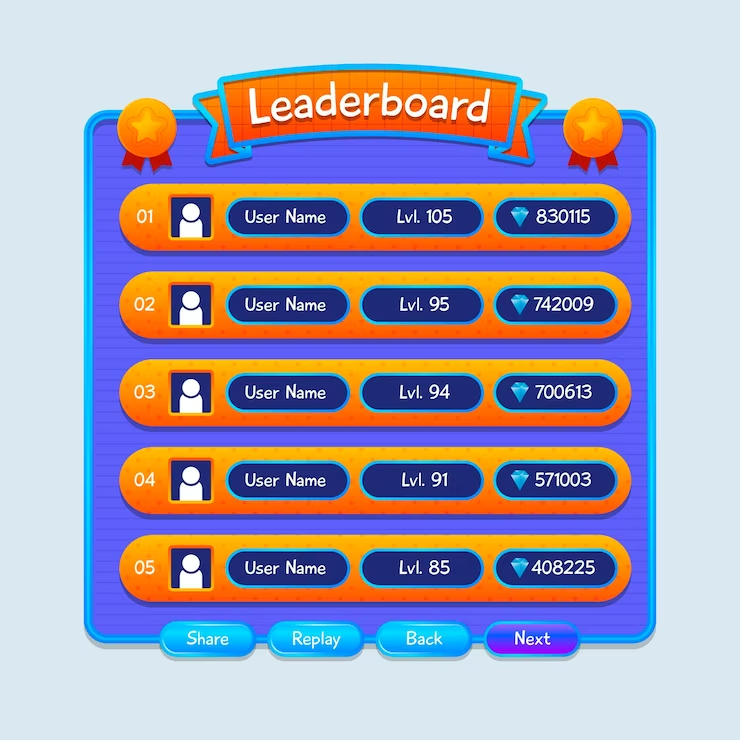 Leaderboard
01 User Name Lvl. 105 830115
02 User Name Lvl. 95 742009
03 User Name Lvl. 94 700613
04 User Name Lvl. 91 571003
05 User Name Lvl. 85 408225
Share Replay Back Next